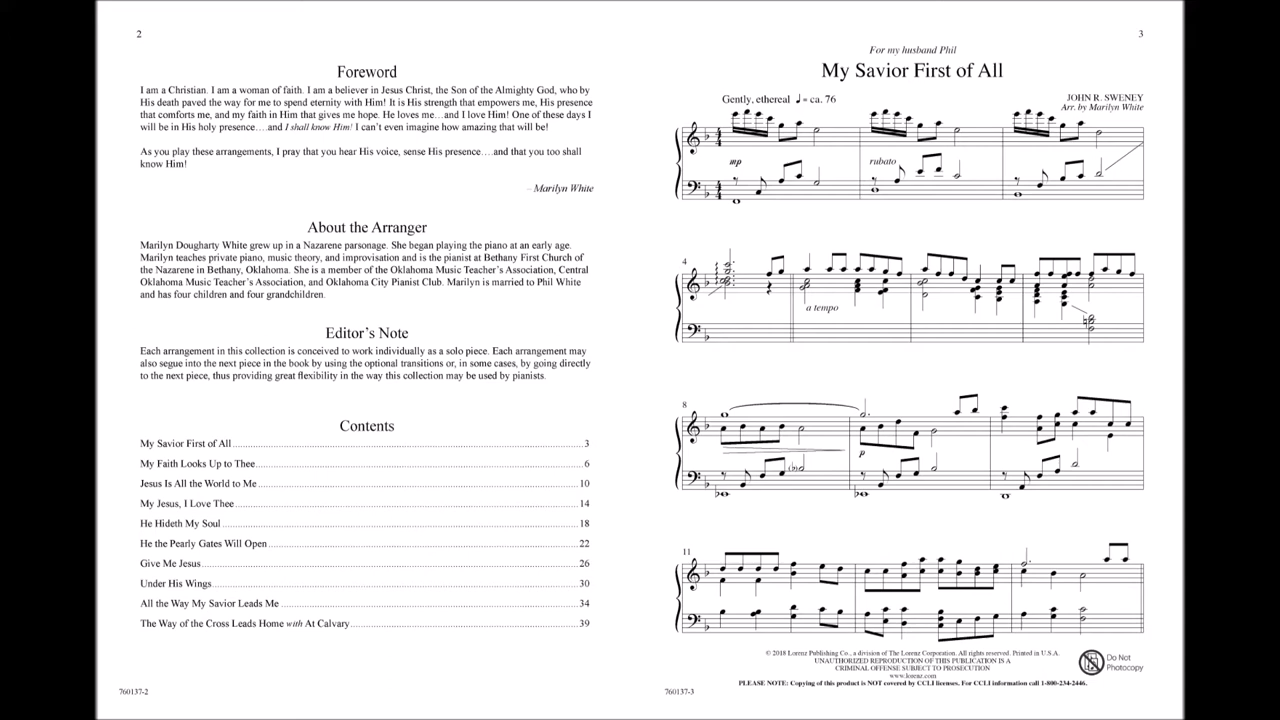 2
Foreword
I am a Christian. I am a woman of faith. I am a believer in Jesus Christ, the Son of the Almighty God, who by
His death paved the way for me to spend eternity with Him! It is His strength that empowers me, His presence
that comforts me, and my faith in Him that gives me hope. He loves me…and I love Him! One of these days I
will be in His holy presence….and I shall know Him! I can't even imagine how amazing that will be!
As you play these arrangements, I pray that you hear His voice, sense His presence….and that you too shall
know Him!
– Marilyn White
About the Arranger
Marilyn Dougharty White grew up in a Nazarene parsonage. She began playing the piano at an early age.
Marilyn teaches private piano, music theory, and improvisation and is the pianist at Bethany First Church of
the Nazarene in Bethany, Oklahoma. She is a member of the Oklahoma Music Teacher's Association, Central
Oklahoma Music Teacher's Association, and Oklahoma City Pianist Club. Marilyn is married to Phil White
and has four children and four grandchildren.
Editor's Note
Each arrangement in this collection is conceived to work individually as a solo piece. Each arrangement may
also segue into the next piece in the book by using the optional transitions or, in some cases, by going directly
to the next piece, thus providing great flexibility in the way this collection may be used by pianists.
Contents
My Savior First of All 3
My Faith Looks Up to Thee 6
Jesus Is All the World to Me 10
My Jesus, I Love Thee 14
He Hideth My Soul 18
He the Pearly Gates Will Open 22
Give Me Jesus 26
Under His Wings 30
All the Way My Savior Leads Me 34
The Way of the Cross Leads Home with At Calvary 39
760137-2
3
For my husband Phil
My Savior First of All
Gently, ethereal ♩ = ca. 76
JOHN R. SWENEY
Arr. by Marilyn White
mp
rubato
4
a tempo
8
p
11
© 2018 Lorenz Publishing Co., a division of The Lorenz Corporation. All rights reserved. Printed in U.S.A.
UNAUTHORIZED REPRODUCTION OF THIS PUBLICATION IS A
CRIMINAL OFFENSE SUBJECT TO PROSECUTION
www.lorenz.com
PLEASE NOTE: Copying of this product is NOT covered by CCLI licenses. For CCLI information call 1-800-234-2446.
Do Not
Photocopy
760137-3